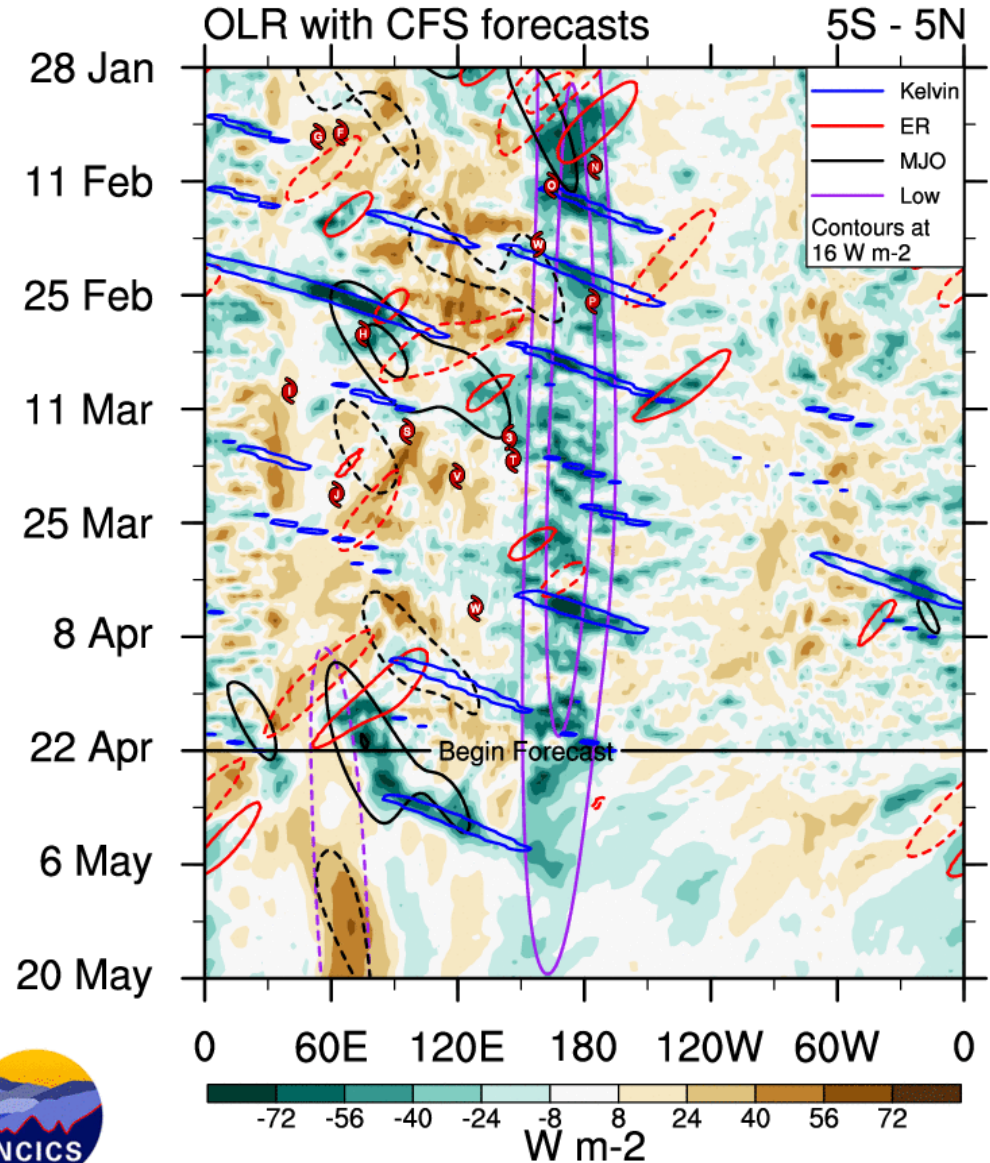 OLR with CFS forecasts 5S - 5N
28 Jan
Kelvin
ER
G F
MJO
N
11 Feb
O
Low
Contours at
16 W m-2
W
25 Feb
P
H
I
11 Mar
S
3
T
V
J
25 Mar
W
8 Apr
22 Apr
Begin Forecast
6 May
20 May
0 60E 120E 180 120W 60W 0
-72 -56 -40 -24 -8 8 24 40 56 72
W m-2
NCICS